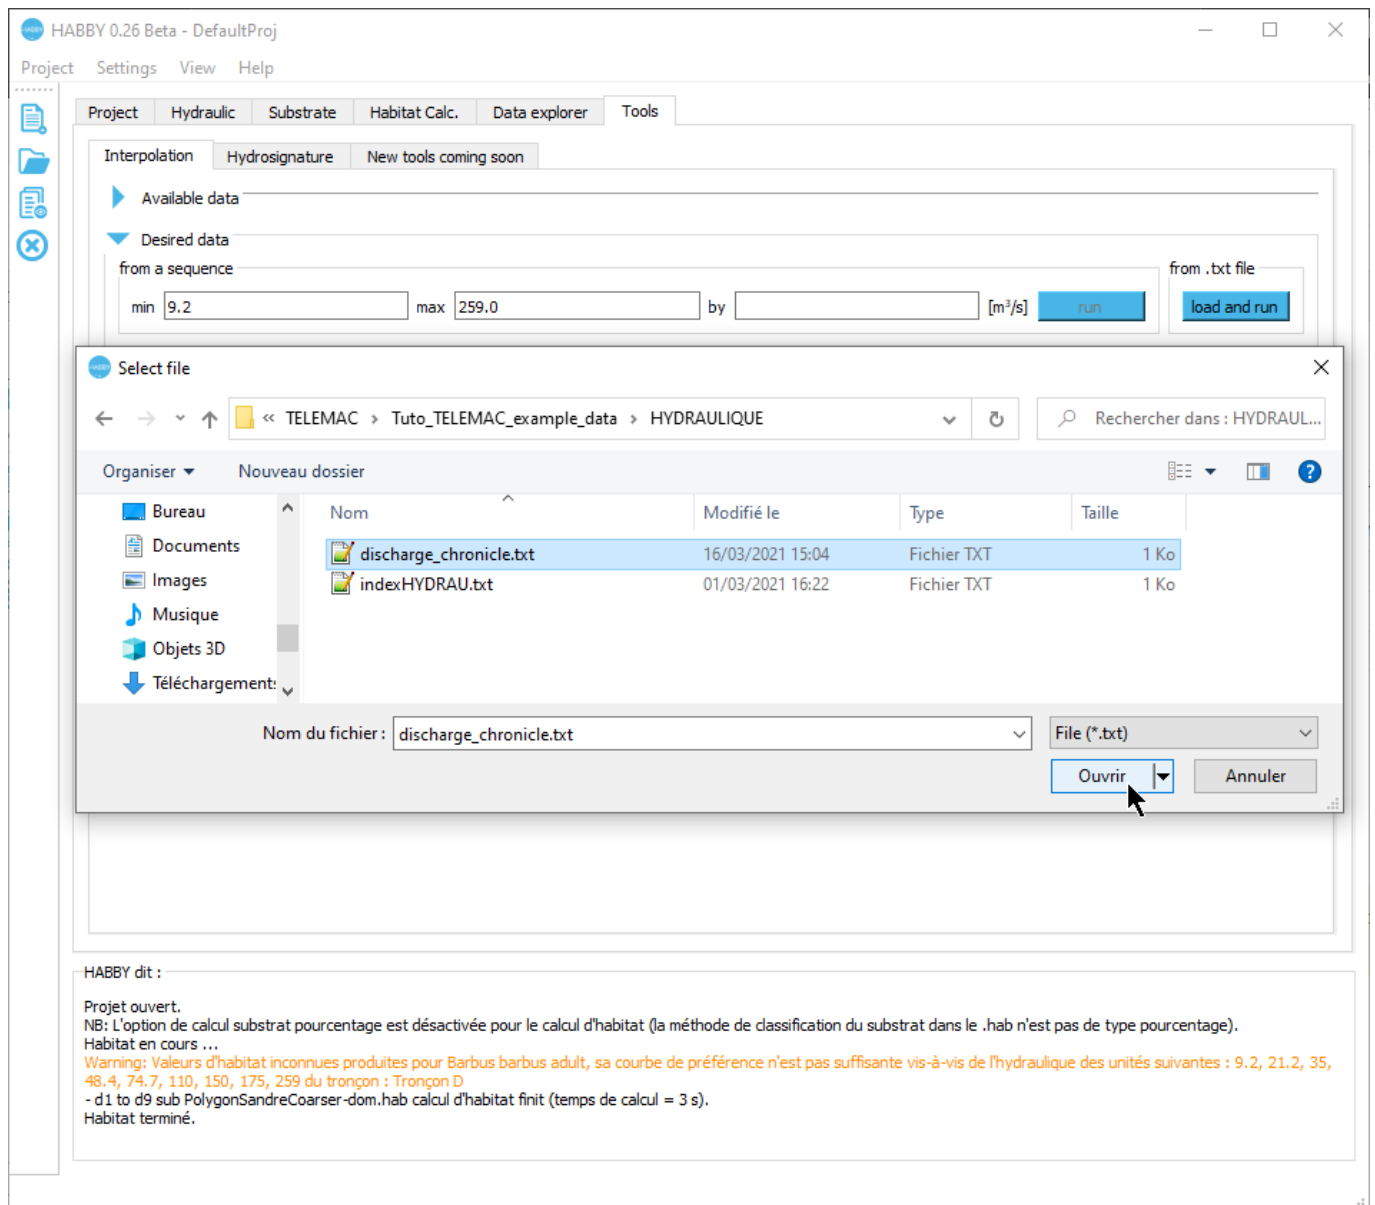 HABBY 0.26 Beta - DefaultProj
Project Settings View Help
Project Hydraulic Substrate Habitat Calc. Data explorer Tools
Interpolation Hydrosignature New tools coming soon
Available data
Desired data
from a sequence from .txt file
min 9.2 max 259.0 by [m³/s] run load and run
Select file
« TELEMAC › Tuto_TELEMAC_example_data › HYDRAULIQUE Rechercher dans : HYDRAUL...
Organiser Nouveau dossier
Nom Modifié le Type Taille
Bureau
Documents
Images
Musique
Objets 3D
Téléchargements
discharge_chronicle.txt 16/03/2021 15:04 Fichier TXT 1 Ko
indexHYDRAU.txt 01/03/2021 16:22 Fichier TXT 1 Ko
Nom du fichier : discharge_chronicle.txt File (*.txt)
Ouvrir Annuler
HABBY dit :
Projet ouvert.
NB: L'option de calcul substrat pourcentage est désactivée pour le calcul d'habitat (la méthode de classification du substrat dans le .hab n'est pas de type pourcentage).
Habitat en cours ...
Warning: Valeurs d'habitat inconnues produites pour Barbus barbus adult, sa courbe de préférence n'est pas suffisante vis-à-vis de l'hydraulique des unités suivantes : 9.2, 21.2, 35,
48.4, 74.7, 110, 150, 175, 259 du tronçon : Tronçon D
- d1 to d9 sub PolygonSandreCoarser-dom.hab calcul d'habitat finit (temps de calcul = 3 s).
Habitat terminé.